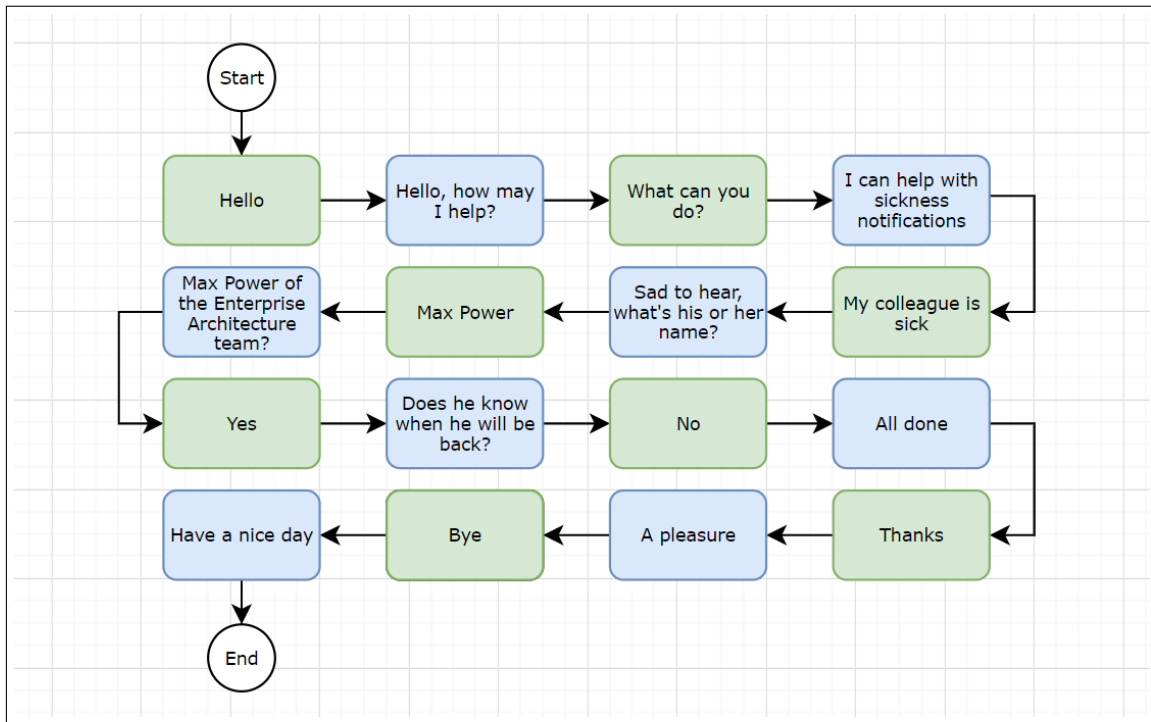 Start
Hello
Hello, how may
I help?
What can you
do?
I can help with
sickness
notifications
My colleague is
sick
Sad to hear,
what's his or her
name?
Max Power
Max Power of
the Enterprise
Architecture
team?
Yes
Does he know
when he will be
back?
No
All done
Thanks
A pleasure
Bye
Have a nice day
End